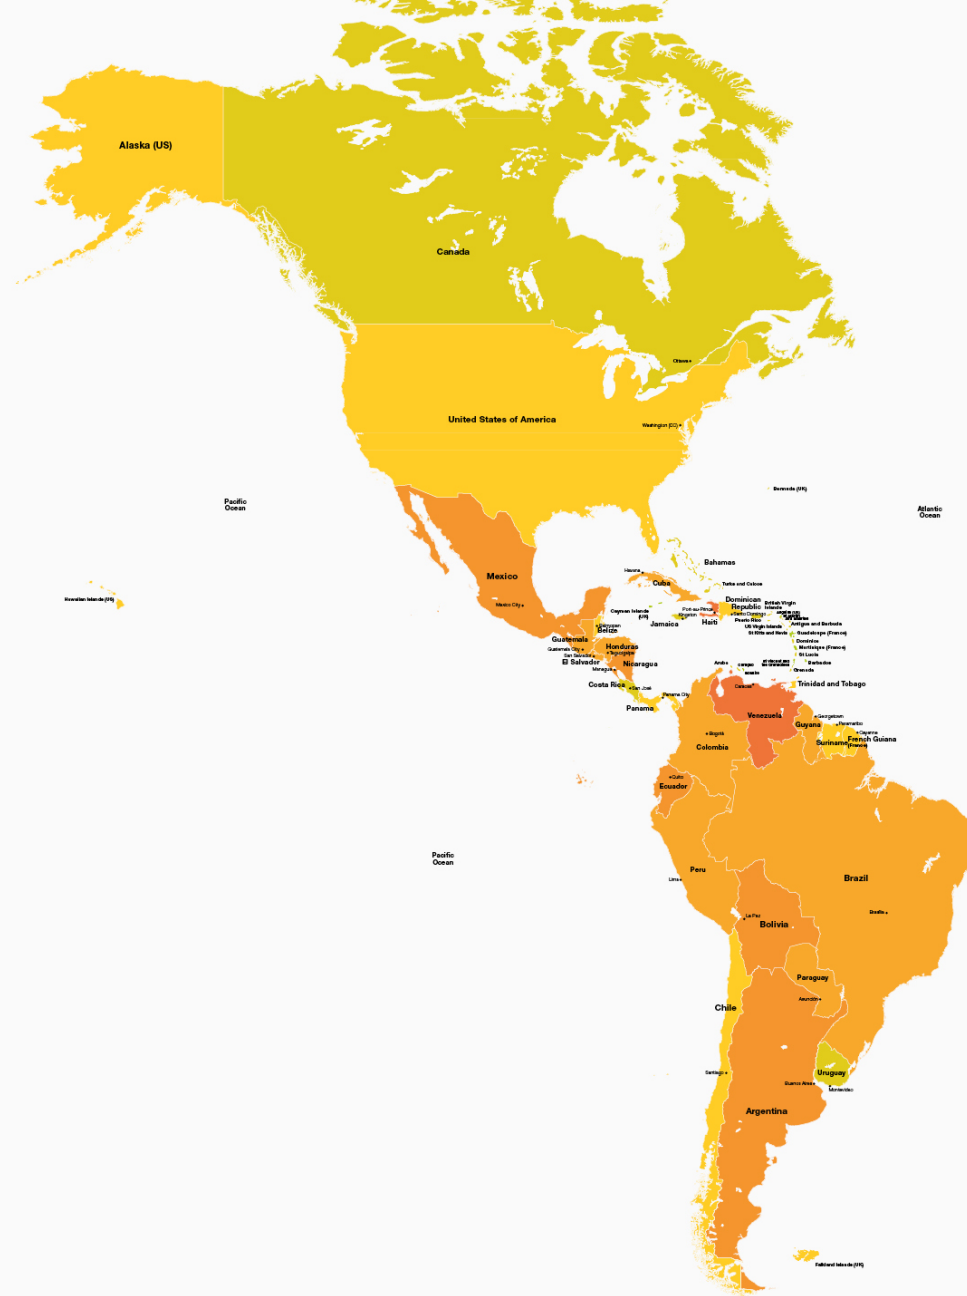 Alaska (US)
Canada
Ottawa
United States of America
Washington (DC)
Bermuda (UK)
Pacific
Ocean
Atlantic
Ocean
Bahamas
Havana
Mexico
Cuba
Turks and Caicos
Hawaiian Islands (US)
Mexico City
Dominican
Republic
British Virgin
Islands
Cayman Islands
(UK)
Port-au-Prince
Kingston
Santo Domingo
Jamaica
Haiti
Puerto Rico
US Virgin Islands
Antigua and Barbuda
St Kitts and Nevis
Guadeloupe (France)
Belmopan
Belize
Guatemala
Dominica
Honduras
Martinique (France)
Guatemala City
Tegucigalpa
St Lucia
San Salvador
El Salvador
Nicaragua
Aruba
Barbados
Managua
Grenada
Costa Rica
San José
Caracas
Trinidad and Tobago
Panama City
Panama
Venezuela
Georgetown
Guyana
Paramaribo
Cayenne
Bogotá
Suriname
French Guiana
(France)
Colombia
Quito
Ecuador
Pacific
Ocean
Peru
Lima
Brazil
Brasília
La Paz
Bolivia
Paraguay
Asunción
Chile
Santiago
Uruguay
Buenos Aires
Montevideo
Argentina
Falkland Islands (UK)